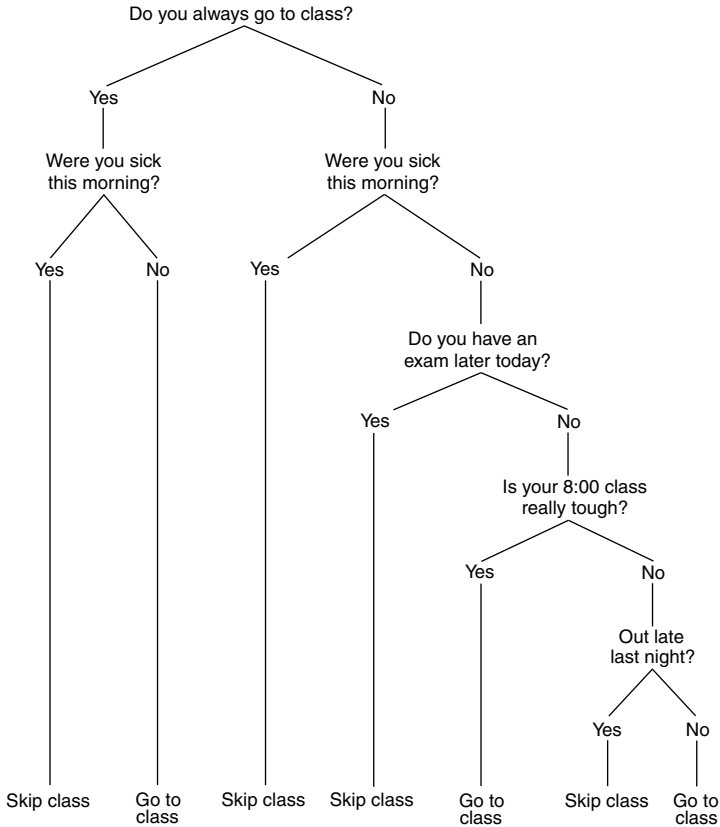 Do you always go to class?
Yes
No
Were you sick
this morning?
Were you sick
this morning?
Yes
No
Yes
No
Do you have an
exam later today?
Yes
No
Is your 8:00 class
really tough?
Yes
No
Out late
last night?
Yes
No
Skip class
Go to
class
Skip class
Skip class
Go to
class
Skip class
Go to
class